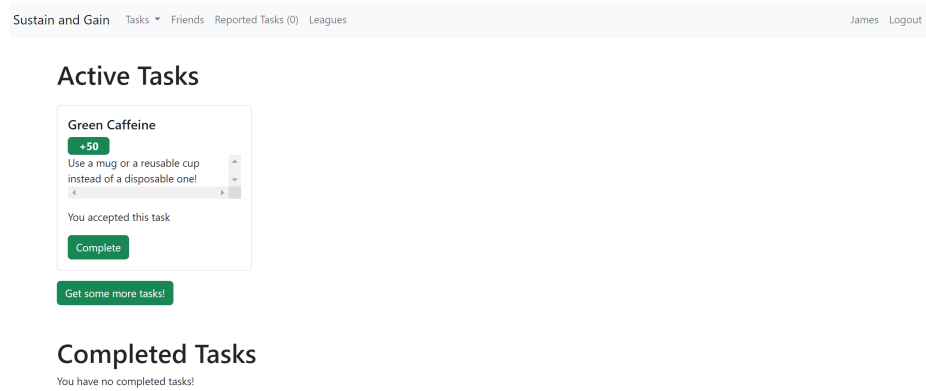 Sustain and Gain Tasks Friends Reported Tasks (0) Leagues James Logout
Active Tasks
Green Caffeine
+50
Use a mug or a reusable cup
instead of a disposable one!
You accepted this task
Complete
Get some more tasks!
Completed Tasks
You have no completed tasks!